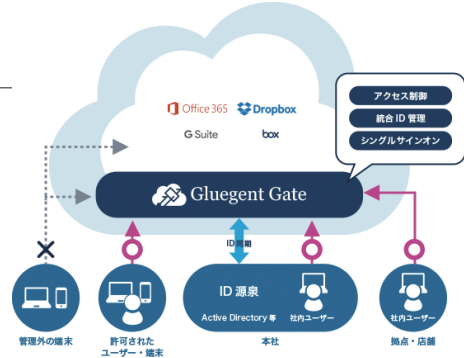 Office 365
Dropbox
G Suite
box
アクセス制御
統合 ID 管理
シングルサインオン
Gluegent Gate
ID 同期
ID 源泉
Active Directory 等
社内ユーザー
社内ユーザー
管理外の端末
許可された
ユーザー・端末
本社
拠点・店舗